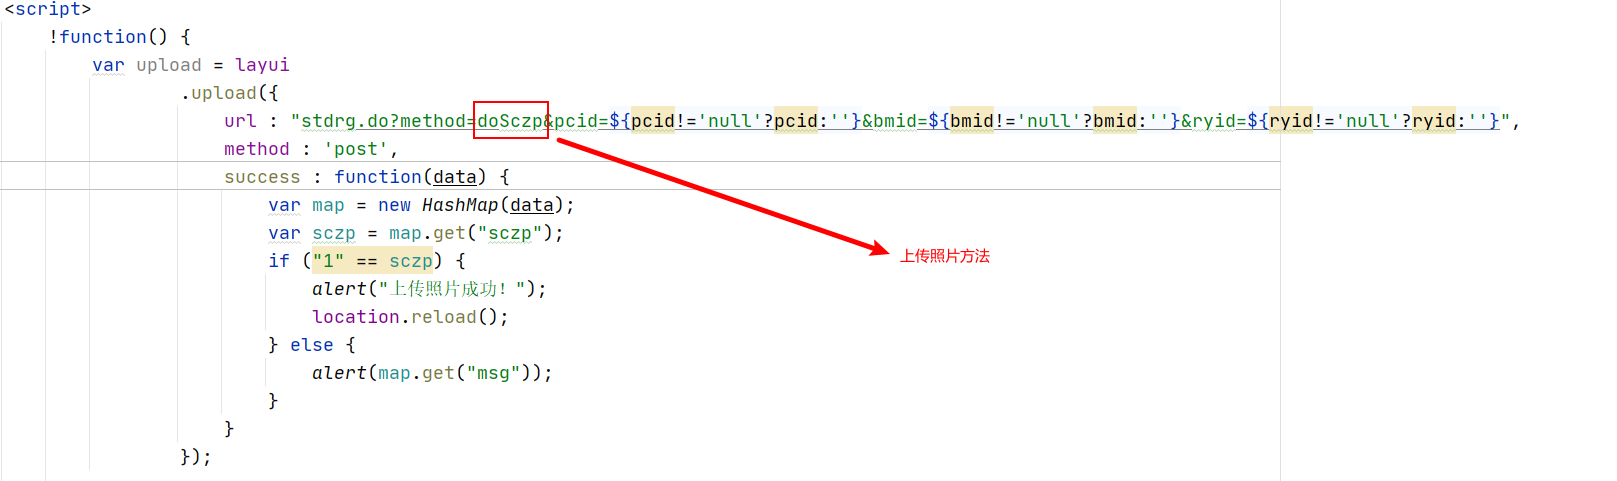 <script>
!function() {
var upload = layui
.upload({
url : "stdrg.do?method=doSczp&pcid=${pcid!='null'?pcid:''}&bmid=${bmid!='null'?bmid:''}&ryid=${ryid!='null'?ryid:''}",
method : 'post',
success : function(data) {
var map = new HashMap(data);
var sczp = map.get("sczp");
上传照片方法
if ("1" == sczp) {
alert("上传照片成功！");
location.reload();
} else {
alert(map.get("msg"));
}
}
});